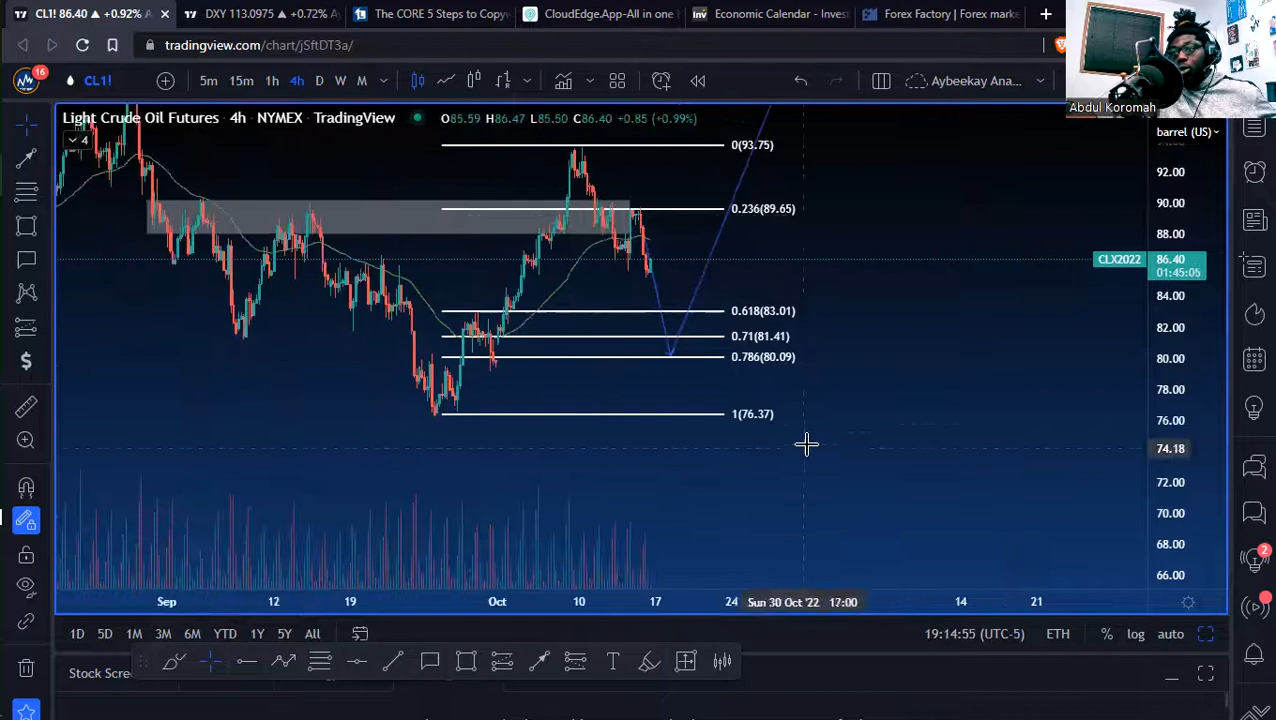 CL1! 86.40 ▲ +0.92% A
DXY 113.0975 ▲ +0.72% A
The CORE 5 Steps to Copy
CloudEdge.App-All in one
Inv Economic Calendar - Inves
Forex Factory | Forex mark
tradingview.com/chart/jSftDT3a/
16
CL1!
5m 15m 1h 4h D W M
Aybeekay Ana...
Abdul Koromah
Light Crude Oil Futures · 4h · NYMEX · TradingView
O85.59 H86.47 L85.50 C86.40 +0.85 (+0.99%)
barrel (US)
4
0(93.75)
0.236(89.65)
0.618(83.01)
0.71(81.41)
0.786(80.09)
1(76.37)
92.00
90.00
88.00
CLX2022 86.40
01:45:05
84.00
82.00
80.00
78.00
76.00
74.18
72.00
70.00
68.00
66.00
2
Sep 12 19 Oct 10 17 24 Sun 30 Oct '22 17:00 14 21
1D 5D 1M 3M 6M YTD 1Y 5Y All
19:14:55 (UTC-5) ETH % log auto
T
Stock Scre